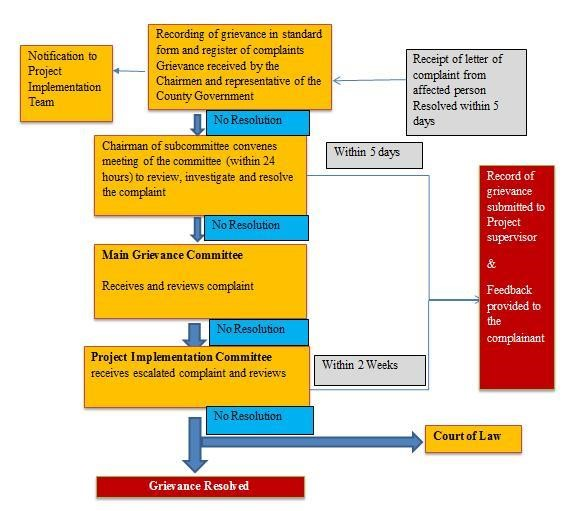 Recording of grievance in standard
form and register of complaints
Grievance received by the
Chairmen and representative of the
County Government
Notification to
Project
Implementation
Team
Receipt of letter of
complaint from
affected person
Resolved within 5
days
No Resolution
Chairman of subcommittee convenes
meeting of the committee (within 24
hours) to review, investigate and resolve
the complaint
Within 5 days
Record of
grievance
submitted to
Project
supervisor
&
Feedback
provided to
the
complainant
No Resolution
Main Grievance Committee
Receives and reviews complaint
No Resolution
Project Implementation Committee
receives escalated complaint and reviews
Within 2 Weeks
No Resolution
Court of Law
Grievance Resolved